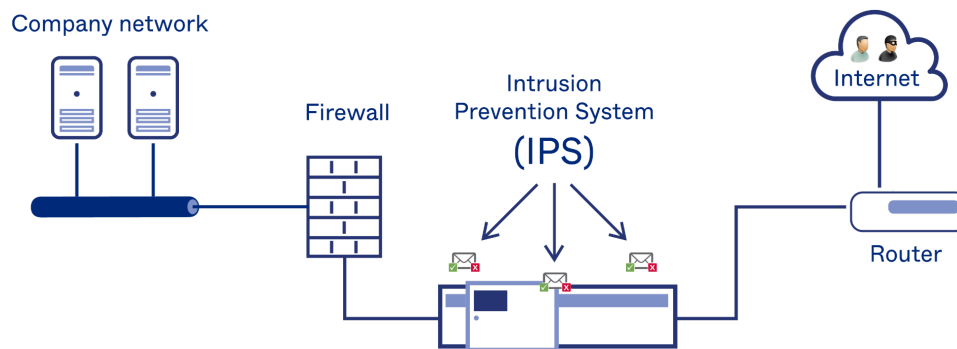 Company network
Firewall
Intrusion
Prevention System
(IPS)
Internet
Router